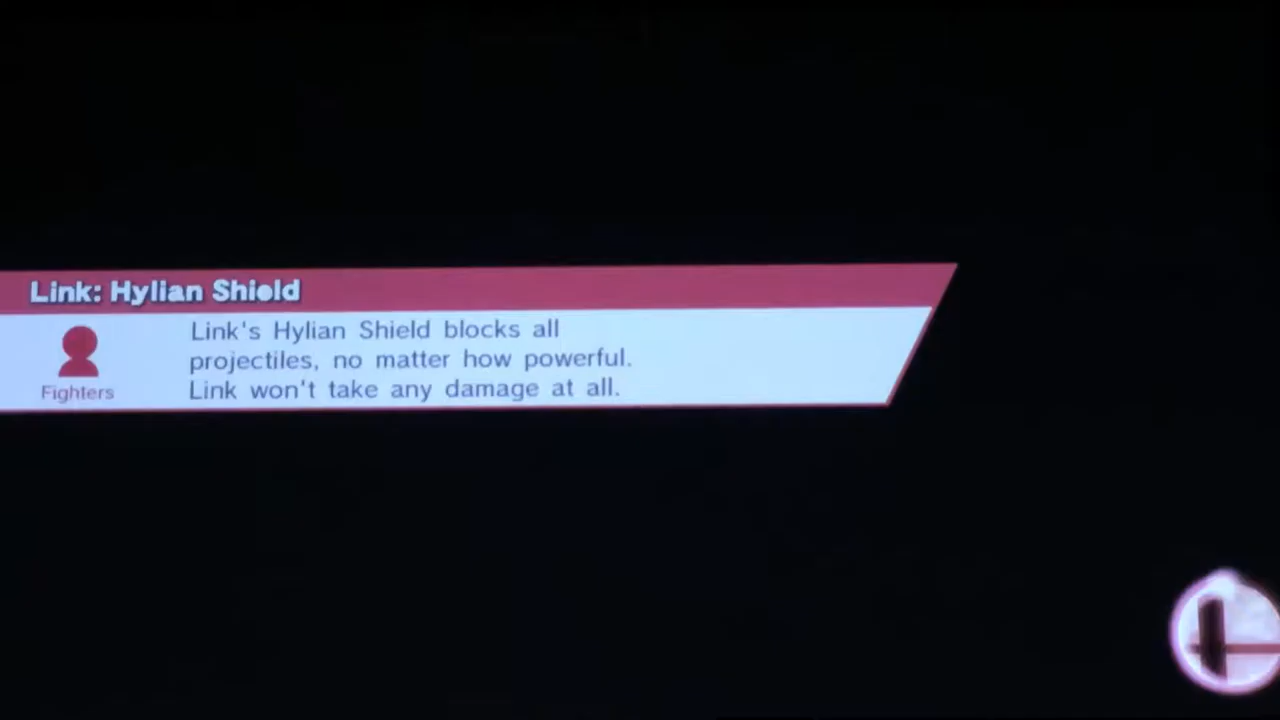 Link: Hylian Shield
Link's Hylian Shield blocks all
projectiles, no matter how powerful.
Link won't take any damage at all.
Fighters